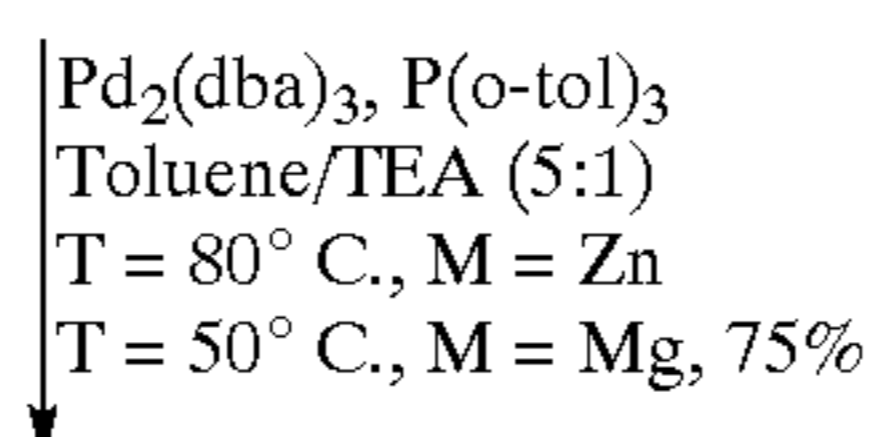 Pd₂(dba)₃, P(o-tol)₃
Toluene/TEA (5:1)
T = 80° C., M = Zn
T = 50° C., M = Mg, 75%